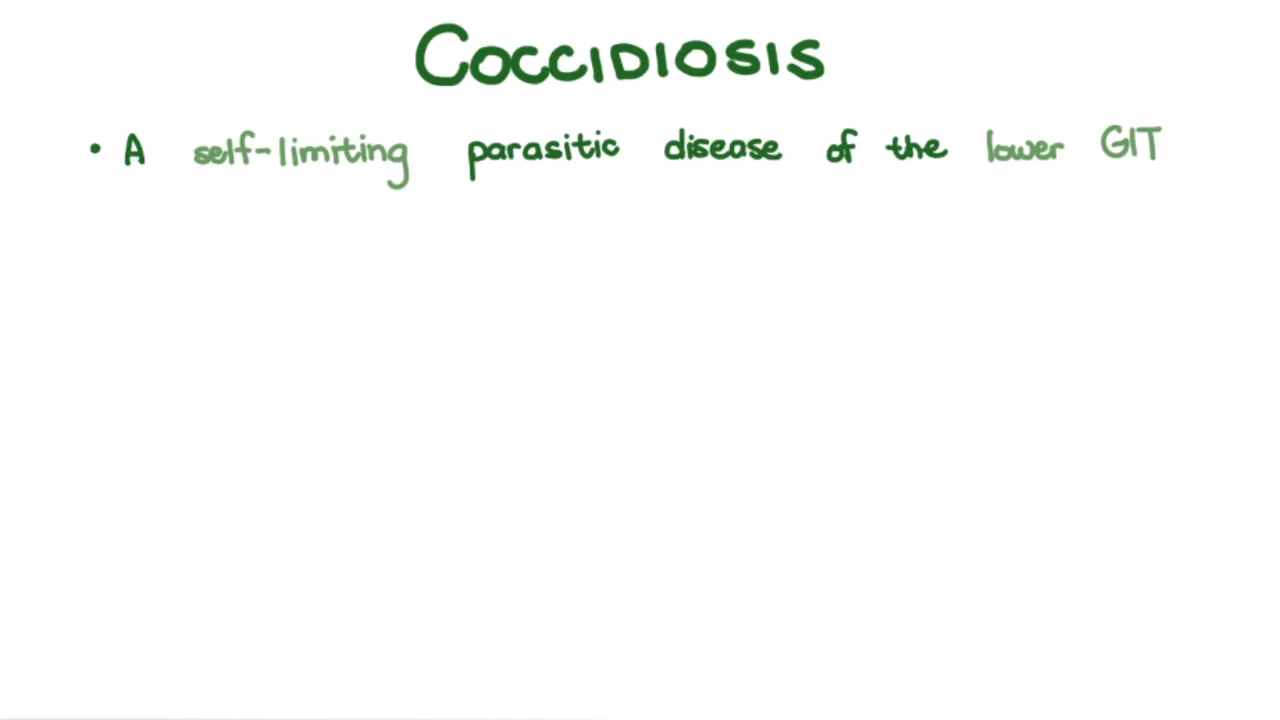 COCCIDIOSIS
• A self-limiting parasitic disease of the lower GIT